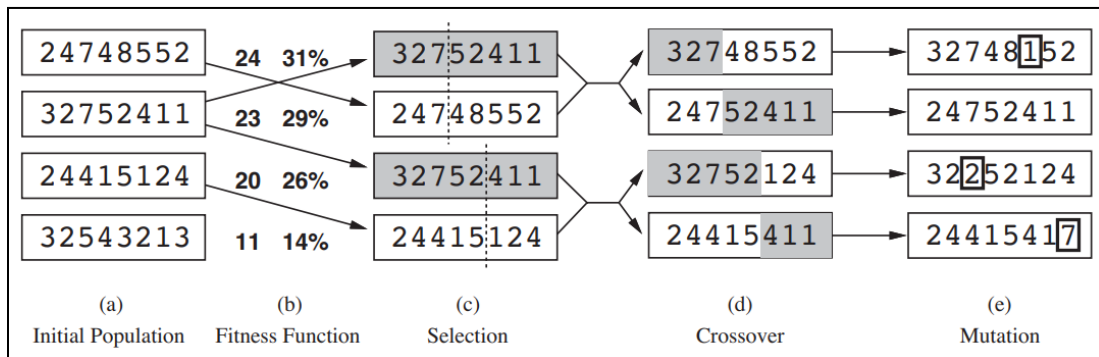 24748552 24 31% 32752411 32748552 32748152
32752411 23 29% 24748552 24752411 24752411
24415124 20 26% 32752411 32752124 32252124
32543213 11 14% 24415124 24415411 24415417
(a) (b) (c) (d) (e)
Initial Population Fitness Function Selection Crossover Mutation